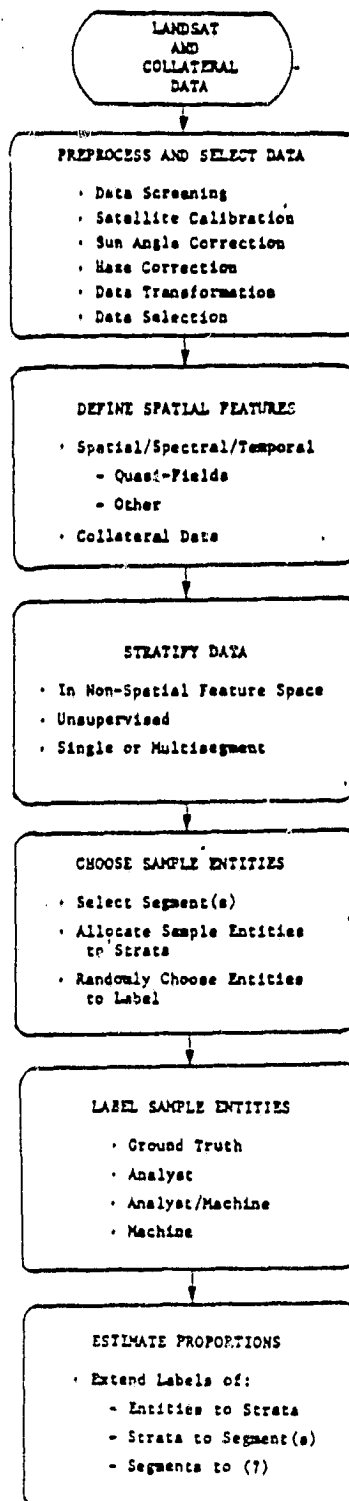 LANDSAT
AND
COLLATERAL
DATA
PREPROCESS AND SELECT DATA
· Data Screening
· Satellite Calibration
· Sun Angle Correction
· Haze Correction
· Data Transformation
· Data Selection
DEFINE SPATIAL FEATURES
· Spatial/Spectral/Temporal
- Quasi-Fields
- Other
· Collateral Data
STRATIFY DATA
· In Non-Spatial Feature Space
· Unsupervised
· Single or Multisegment
CHOOSE SAMPLE ENTITIES
· Select Segment(s)
· Allocate Sample Entities
to Strata
· Randomly Choose Entities
to Label
LABEL SAMPLE ENTITIES
· Ground Truth
· Analyst
· Analyst/Machine
· Machine
ESTIMATE PROPORTIONS
· Extend Labels of:
- Entities to Strata
- Strata to Segment(s)
- Segments to (?)